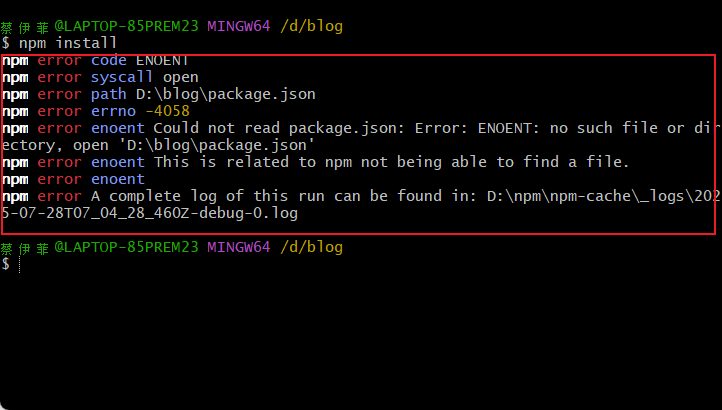 蔡伊菲@LAPTOP-85PREM23 MINGW64 /d/blog
$ npm install
npm error code ENOENT
npm error syscall open
npm error path D:\blog\package.json
npm error errno -4058
npm error enoent Could not read package.json: Error: ENOENT: no such file or dir
ectory, open 'D:\blog\package.json'
npm error enoent This is related to npm not being able to find a file.
npm error enoent
npm error A complete log of this run can be found in: D:\npm\npm-cache\_logs\202
5-07-28T07_04_28_460Z-debug-0.log
蔡伊菲@LAPTOP-85PREM23 MINGW64 /d/blog
$